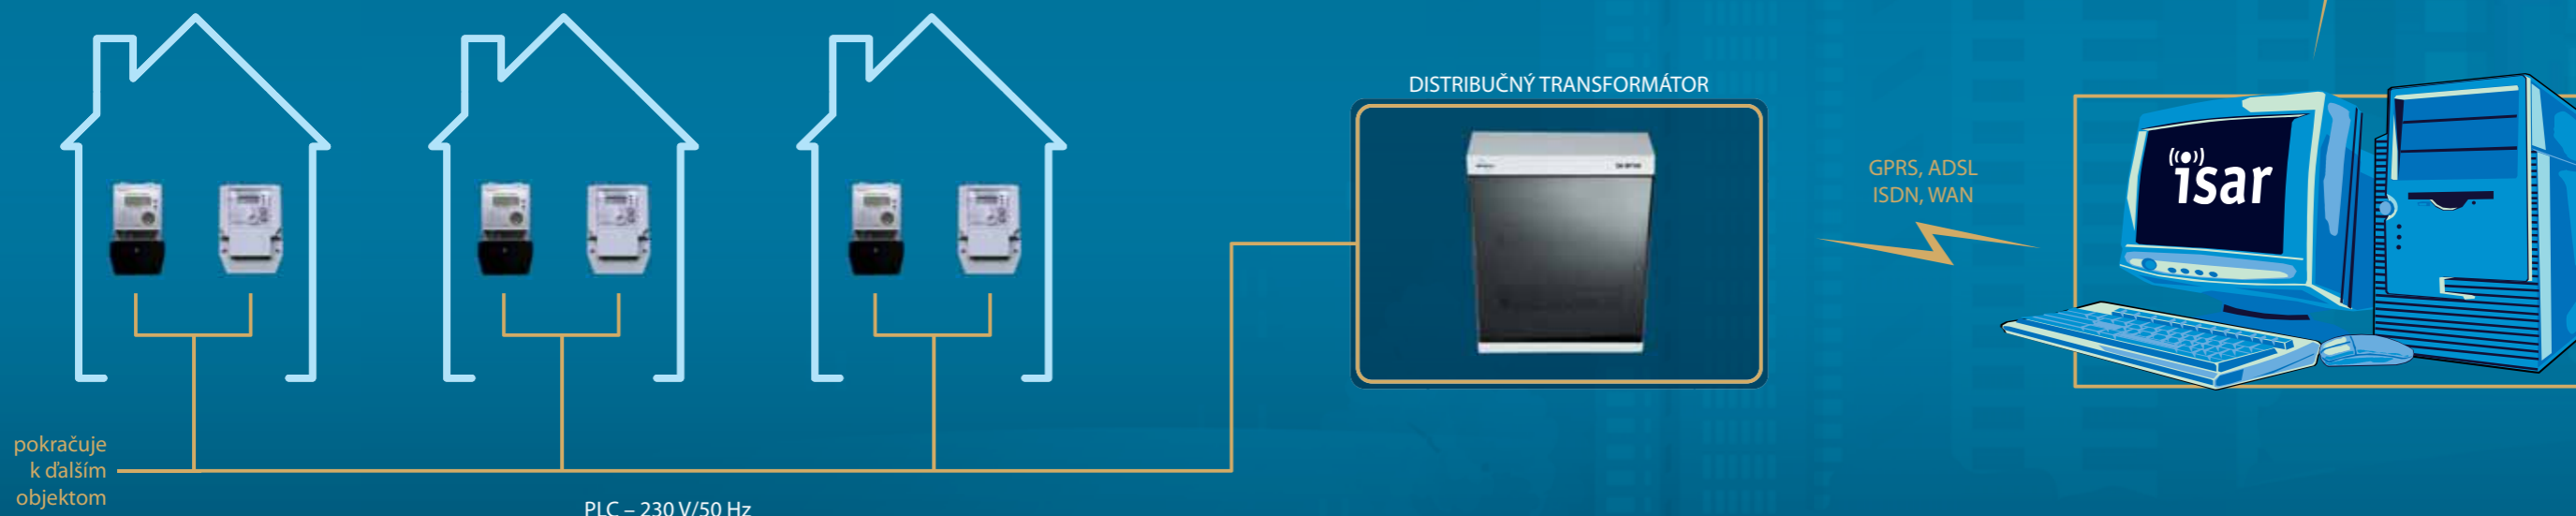 DISTRIBUČNÝ TRANSFORMÁTOR
GPRS, ADSL
ISDN, WAN
isar
pokračuje
k ďalším
objektom
PLC – 230 V/50 Hz